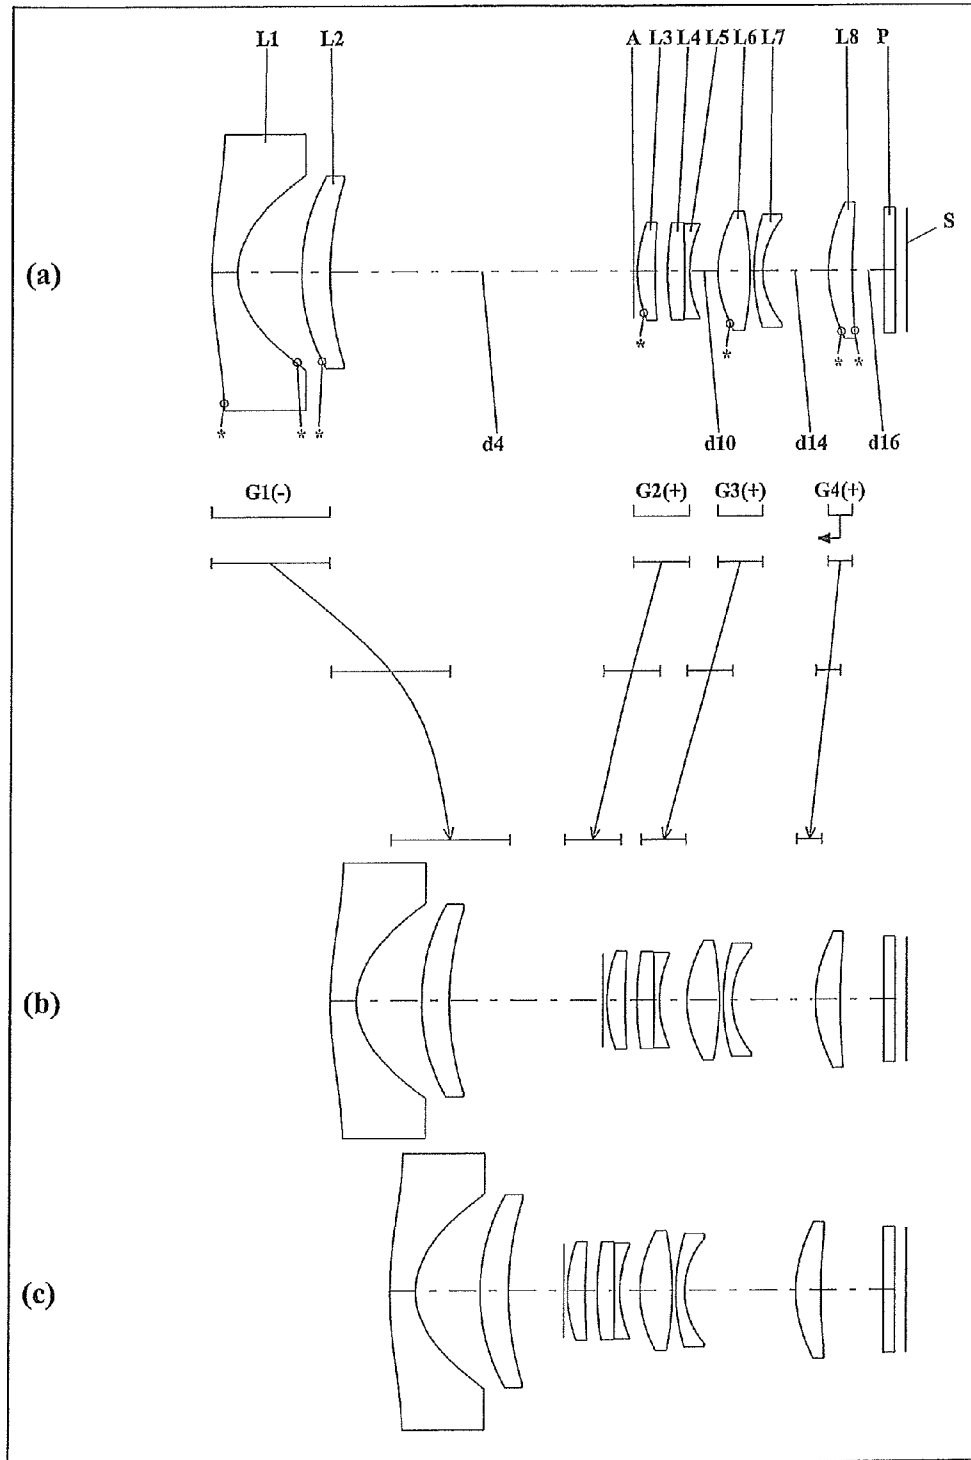 L1 L2 A L3 L4 L5 L6 L7 L8 P
S
(a)
* * * * * * *
d4 d10 d14 d16
G1(-) G2(+) G3(+) G4(+)
(b)
(c)